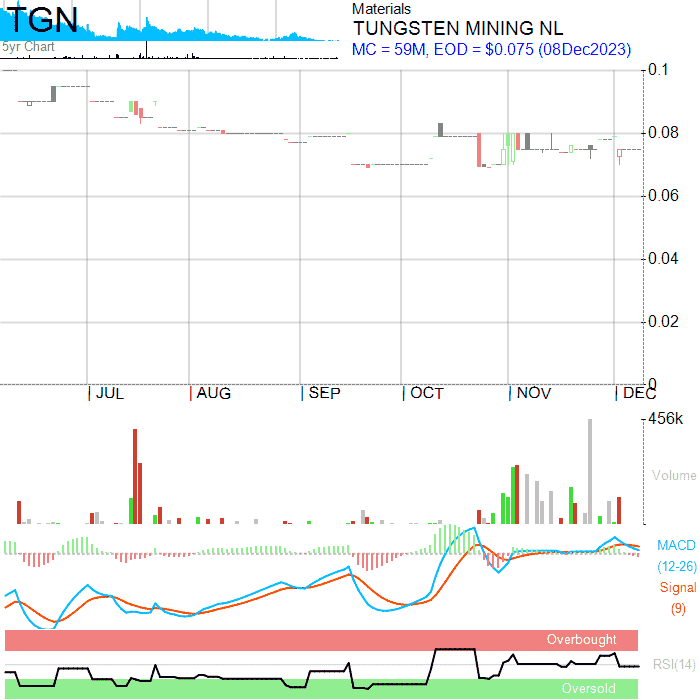 TGN
5yr Chart
Materials
TUNGSTEN MINING NL
MC = 59M, EOD = $0.075 (08Dec2023)
0.1
0.08
0.06
0.04
0.02
0
JUL AUG SEP OCT NOV DEC
456k
Volume
MACD
(12-26)
Signal
(9)
Overbought
RSI(14)
Oversold